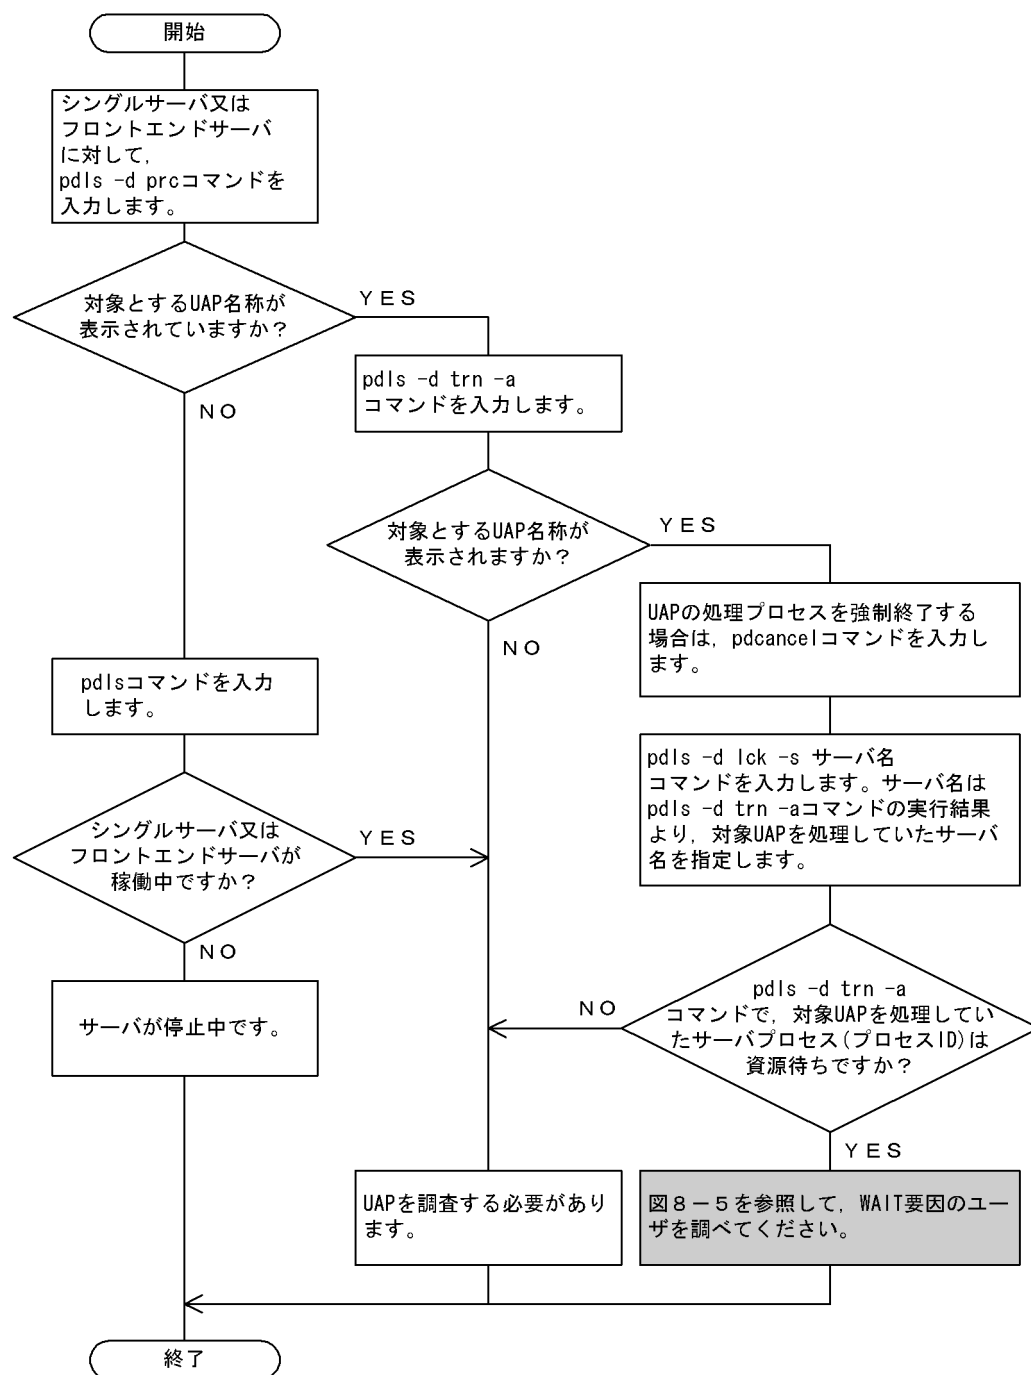 開始
シングルサーバ又は
フロントエンドサーバ
に対して，
pdls -d prcコマンドを
入力します。
対象とするUAP名称が
表示されていますか？
ＹＥＳ
ＮＯ
pdls -d trn -a
コマンドを入力します。
対象とするUAP名称が
表示されますか？
ＹＥＳ
ＮＯ
UAPの処理プロセスを強制終了する
場合は，pdcancelコマンドを入力し
ます。
pdlsコマンドを入力
します。
pdls -d lck -s サーバ名
コマンドを入力します。サーバ名は
pdls -d trn -aコマンドの実行結果
より，対象UAPを処理していたサーバ
名を指定します。
シングルサーバ又は
フロントエンドサーバが
稼働中ですか？
ＹＥＳ
ＮＯ
サーバが停止中です。
pdls -d trn -a
コマンドで，対象UAPを処理してい
たサーバプロセス(プロセスID)は
資源待ちですか？
ＮＯ
ＹＥＳ
UAPを調査する必要があり
ます。
図８－５を参照して，WAIT要因のユー
ザを調べてください。
終了